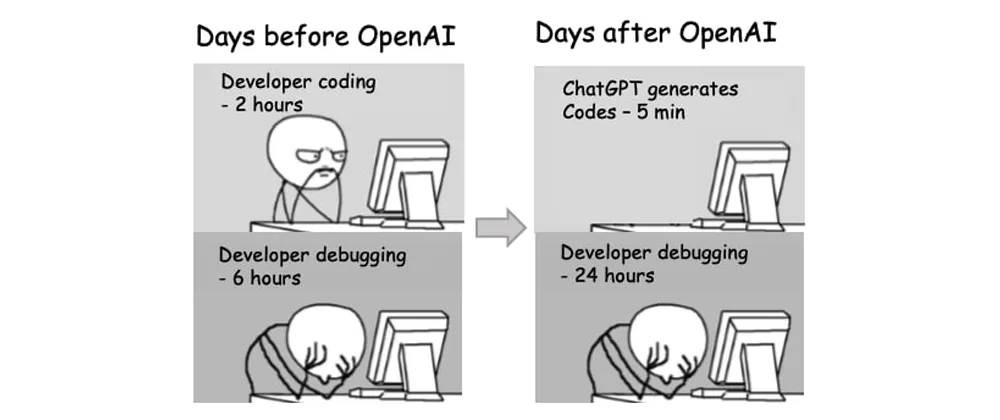 Days before OpenAI
Days after OpenAI
Developer coding
- 2 hours
ChatGPT generates
Codes - 5 min
Developer debugging
- 6 hours
Developer debugging
- 24 hours